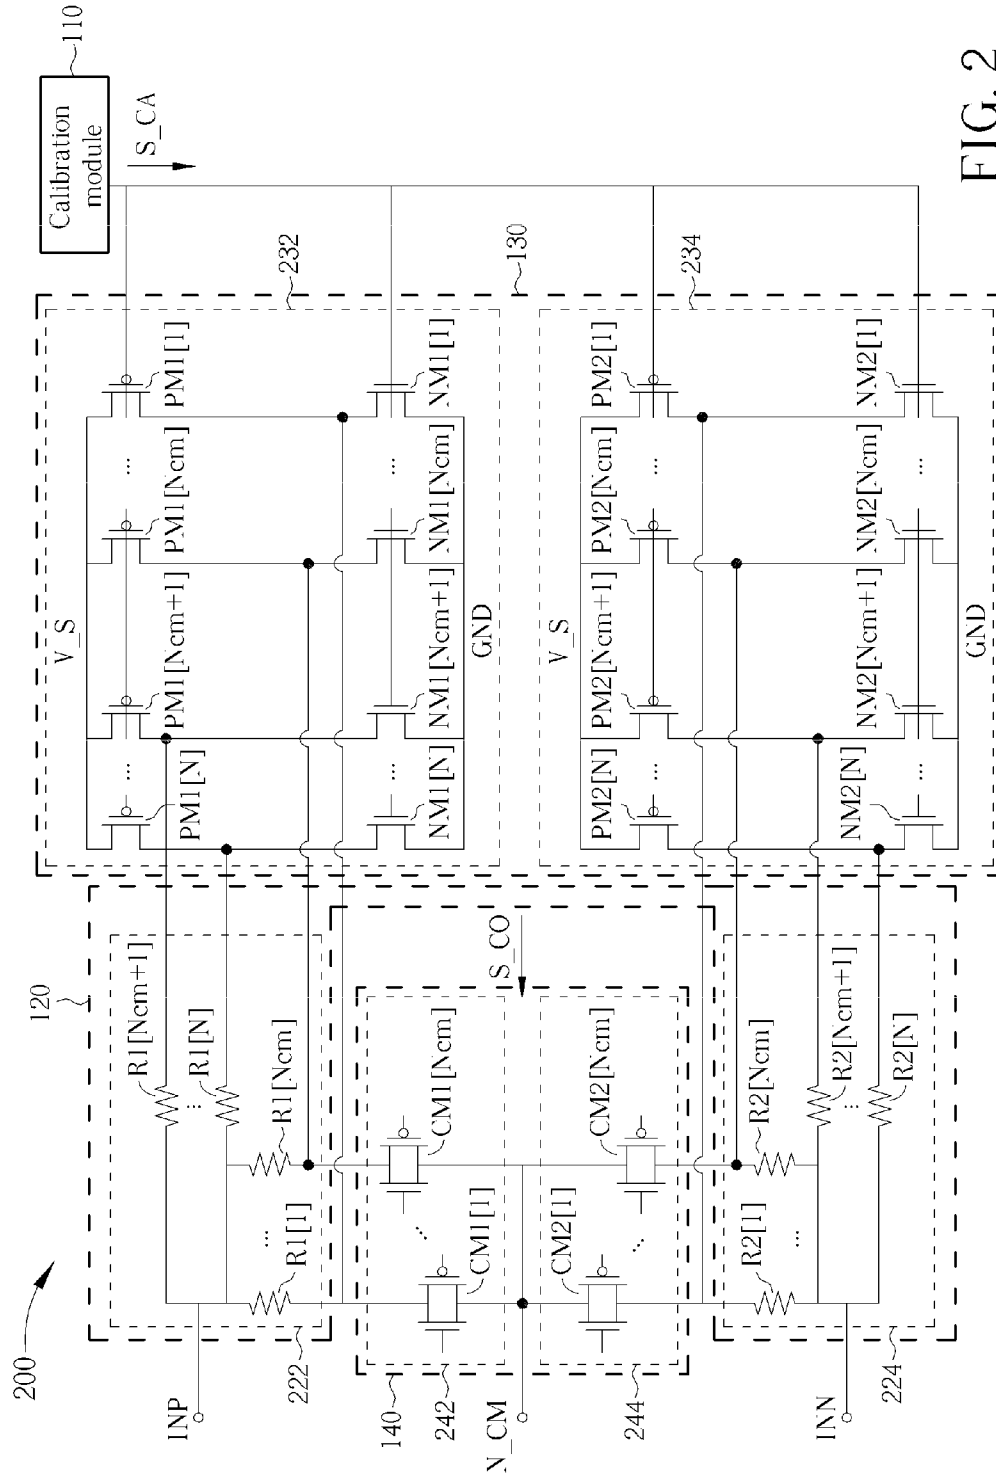 200
120
R1[Ncm+1]
R1[N]
R1[Ncm]
R1[1]
...
...
222
INP
140
242
CM1[Ncm]
CM1[1]
...
S_CO
N_CM
CM2[Ncm]
CM2[1]
...
244
R2[Ncm]
R2[1]
...
R2[Ncm+1]
...
R2[N]
224
INN
V_S
PM1[N]
...
PM1[Ncm+1]
PM1[Ncm]
...
PM1[1]
232
NM1[N]
...
NM1[Ncm+1]
NM1[Ncm]
...
NM1[1]
GND
130
V_S
PM2[N]
...
PM2[Ncm+1]
PM2[Ncm]
...
PM2[1]
234
NM2[N]
...
NM2[Ncm+1]
NM2[Ncm]
...
NM2[1]
GND
Calibration
module
110
S_CA
FIG. 2